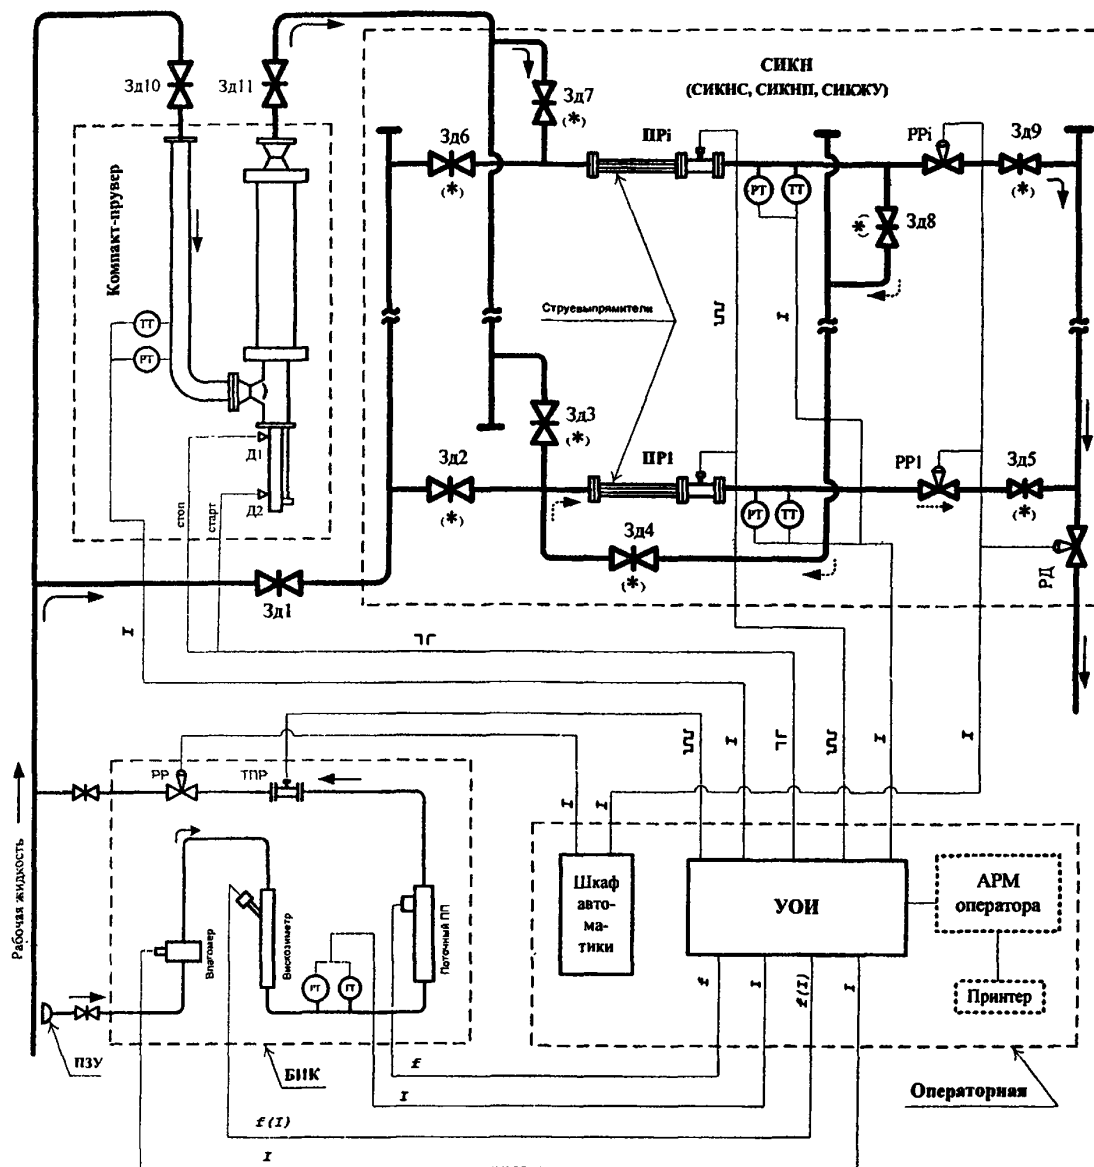 Зд10
Зд11
Компакт-прувер
ТТ
РТ
Д1
Д2
стоп
старт
Зд1
СИКН
(СИКНС, СИКНП, СИКЖУ)
Зд7
(*)
Зд6
(*)
ПРi
РТ
ТТ
РРi
Зд9
(*)
Зд8
(*)
Струевыпрямители
I
Зд3
(*)
Зд2
(*)
ПР1
РТ
ТТ
РР1
Зд5
(*)
Зд4
(*)
РД
I
I
I
I
I
I
Рабочая жидкость
РР
ТПР
Влагомер
Вискозиметр
РТ
ТТ
Поточный ПП
ПЗУ
БИК
Шкаф
авто-
ма-
тики
УОИ
АРМ
оператора
Принтер
f
I
f(I)
I
Операторная
f
I
f(I)
I